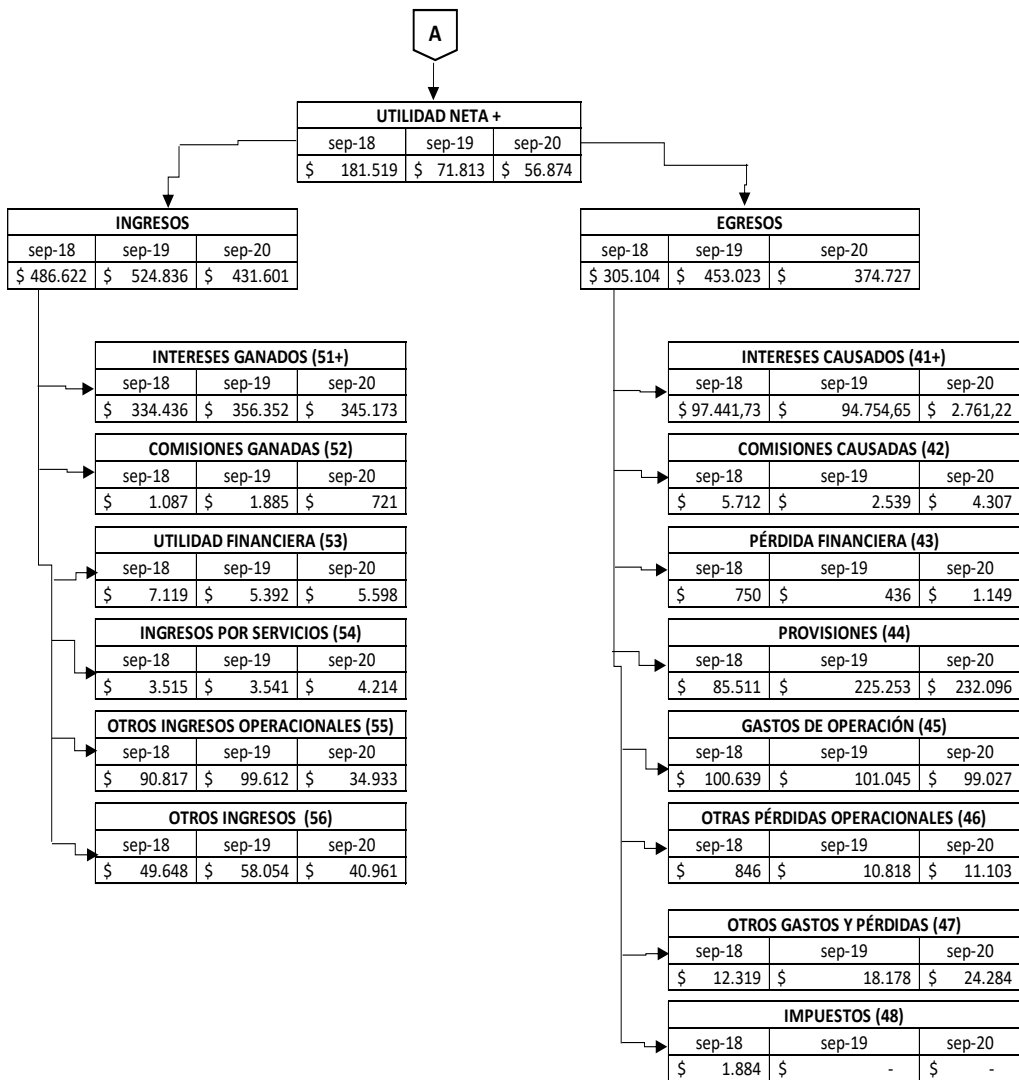 A
UTILIDAD NETA +
sep-18 sep-19 sep-20
$ 181.519 $ 71.813 $ 56.874
INGRESOS
sep-18 sep-19 sep-20
$ 486.622 $ 524.836 $ 431.601
EGRESOS
sep-18 sep-19 sep-20
$ 305.104 $ 453.023 $ 374.727
INTERESES GANADOS (51+)
sep-18 sep-19 sep-20
$ 334.436 $ 356.352 $ 345.173
COMISIONES GANADAS (52)
sep-18 sep-19 sep-20
$ 1.087 $ 1.885 $ 721
UTILIDAD FINANCIERA (53)
sep-18 sep-19 sep-20
$ 7.119 $ 5.392 $ 5.598
INGRESOS POR SERVICIOS (54)
sep-18 sep-19 sep-20
$ 3.515 $ 3.541 $ 4.214
OTROS INGRESOS OPERACIONALES (55)
sep-18 sep-19 sep-20
$ 90.817 $ 99.612 $ 34.933
OTROS INGRESOS (56)
sep-18 sep-19 sep-20
$ 49.648 $ 58.054 $ 40.961
INTERESES CAUSADOS (41+)
sep-18 sep-19 sep-20
$ 97.441,73 $ 94.754,65 $ 2.761,22
COMISIONES CAUSADAS (42)
sep-18 sep-19 sep-20
$ 5.712 $ 2.539 $ 4.307
PÉRDIDA FINANCIERA (43)
sep-18 sep-19 sep-20
$ 750 $ 436 $ 1.149
PROVISIONES (44)
sep-18 sep-19 sep-20
$ 85.511 $ 225.253 $ 232.096
GASTOS DE OPERACIÓN (45)
sep-18 sep-19 sep-20
$ 100.639 $ 101.045 $ 99.027
OTRAS PÉRDIDAS OPERACIONALES (46)
sep-18 sep-19 sep-20
$ 846 $ 10.818 $ 11.103
OTROS GASTOS Y PÉRDIDAS (47)
sep-18 sep-19 sep-20
$ 12.319 $ 18.178 $ 24.284
IMPUESTOS (48)
sep-18 sep-19 sep-20
$ 1.884 $ - $ -